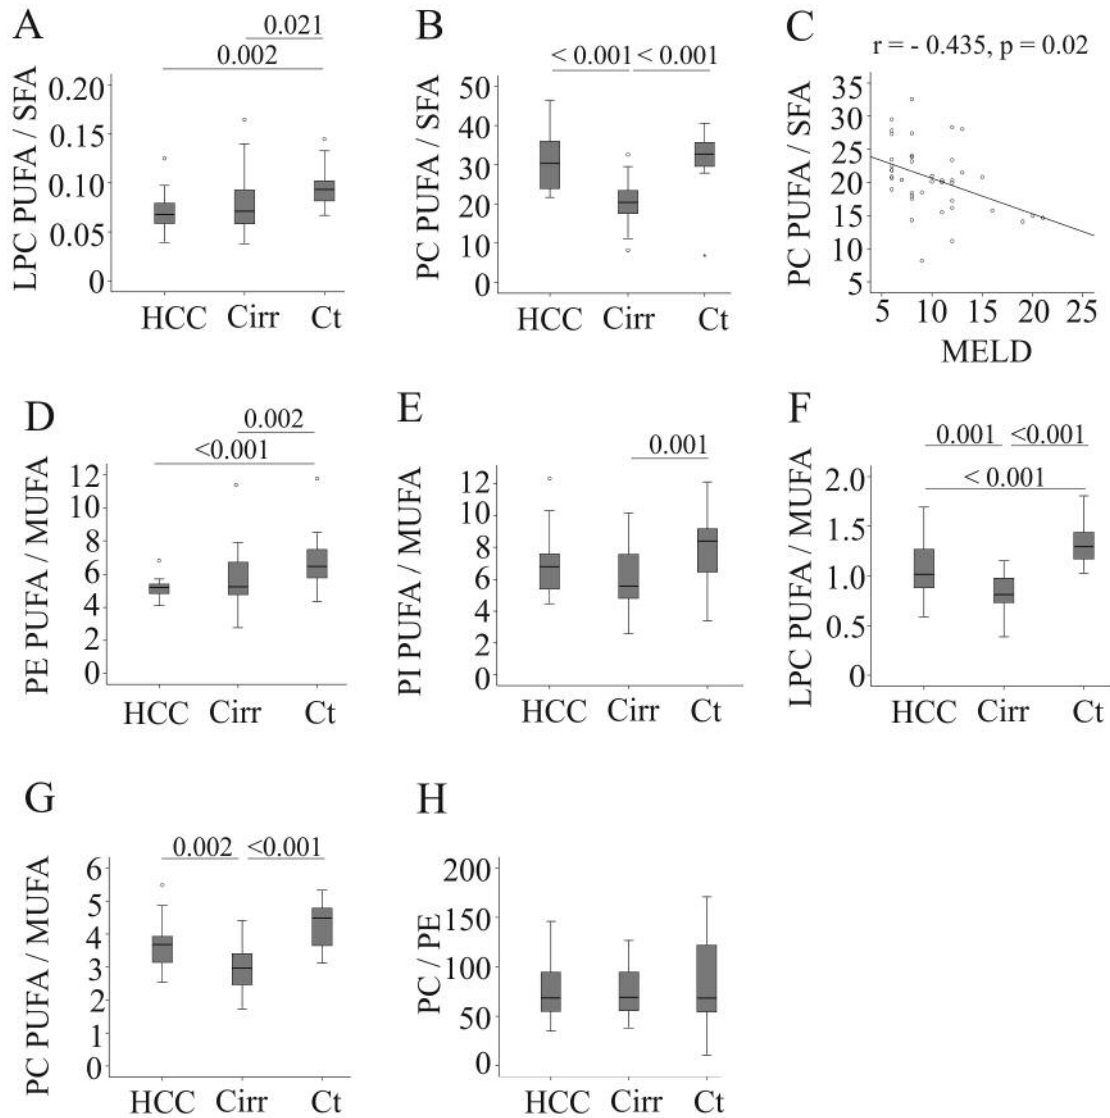 A
0.021
0.002
LPC PUFA / SFA
0.20
0.15
0.10
0.05
0
HCC Cirr Ct
B
< 0.001 < 0.001
PC PUFA / SFA
50
40
30
20
10
0
HCC Cirr Ct
C
r = - 0.435, p = 0.02
PC PUFA / SFA
35
30
25
20
15
10
5
5 10 15 20 25
MELD
D
0.002
<0.001
PE PUFA / MUFA
12
10
8
6
4
2
0
HCC Cirr Ct
E
0.001
PI PUFA / MUFA
12
10
8
6
4
2
0
HCC Cirr Ct
F
0.001 <0.001
< 0.001
LPC PUFA / MUFA
2.0
1.5
1.0
0.5
0
HCC Cirr Ct
G
0.002 <0.001
PC PUFA / MUFA
6
5
4
3
2
1
0
HCC Cirr Ct
H
PC / PE
200
150
100
50
0
HCC Cirr Ct